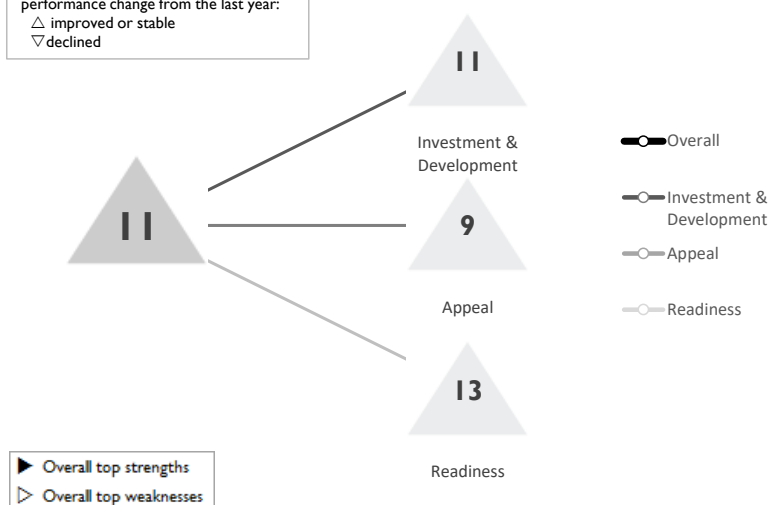 performance change from the last year:
△ improved or stable
▽ declined
11
Investment &
Development
11
9
Appeal
13
Readiness
Overall
Investment &
Development
Appeal
Readiness
▶ Overall top strengths
▷ Overall top weaknesses